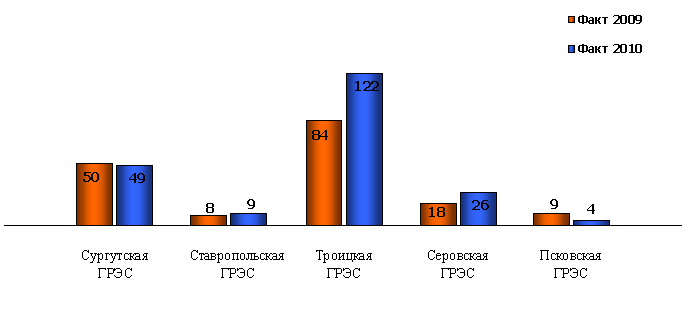 Факт 2009
Факт 2010
50
49
8
9
84
122
18
26
9
4
Сургутская
ГРЭС
Ставропольская
ГРЭС
Троицкая
ГРЭС
Серовская
ГРЭС
Псковская
ГРЭС